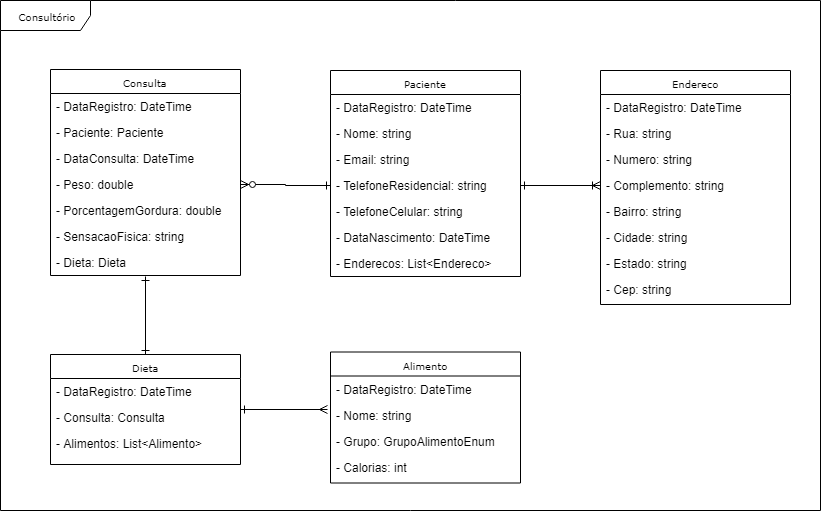 Consultório
Consulta
- DataRegistro: DateTime
- Paciente: Paciente
- DataConsulta: DateTime
- Peso: double
- PorcentagemGordura: double
- SensacaoFisica: string
- Dieta: Dieta
Paciente
- DataRegistro: DateTime
- Nome: string
- Email: string
- TelefoneResidencial: string
- TelefoneCelular: string
- DataNascimento: DateTime
- Enderecos: List<Endereco>
Endereco
- DataRegistro: DateTime
- Rua: string
- Numero: string
- Complemento: string
- Bairro: string
- Cidade: string
- Estado: string
- Cep: string
Dieta
- DataRegistro: DateTime
- Consulta: Consulta
- Alimentos: List<Alimento>
Alimento
- DataRegistro: DateTime
- Nome: string
- Grupo: GrupoAlimentoEnum
- Calorias: int